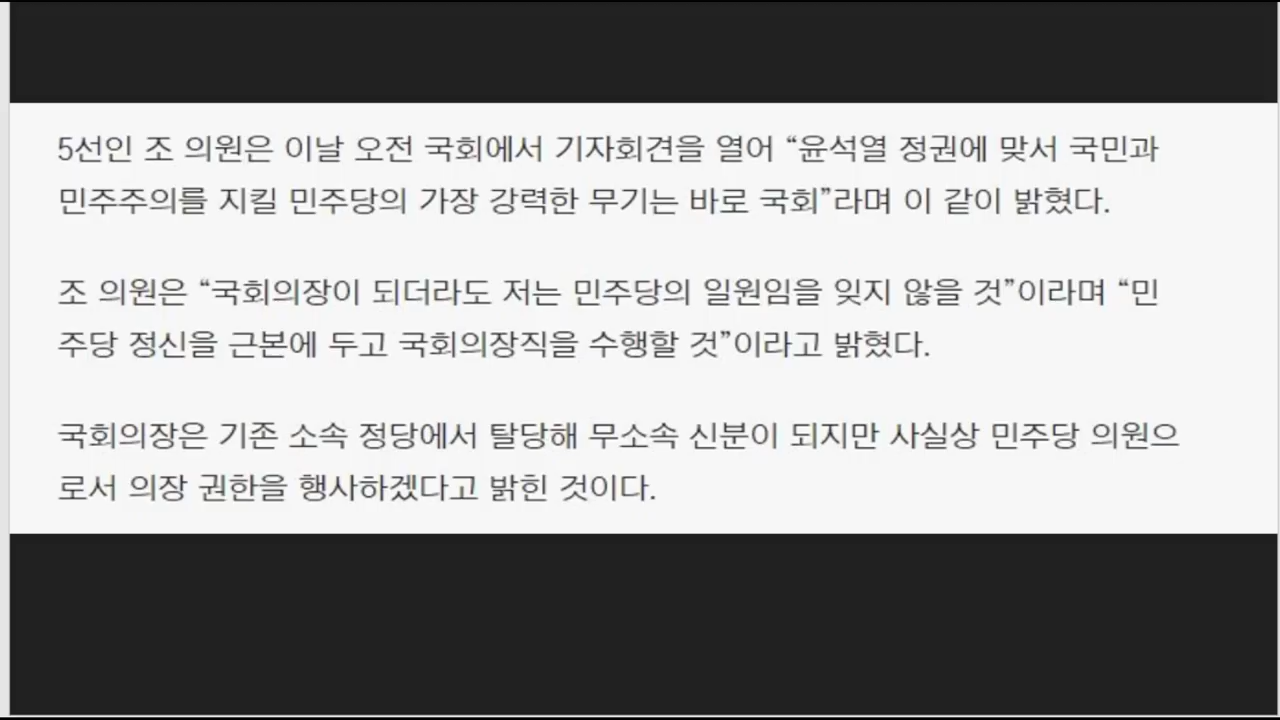 5선인 조 의원은 이날 오전 국회에서 기자회견을 열어 “윤석열 정권에 맞서 국민과
민주주의를 지킬 민주당의 가장 강력한 무기는 바로 국회”라며 이 같이 밝혔다.
조 의원은 “국회의장이 되더라도 저는 민주당의 일원임을 잊지 않을 것”이라며 “민
주당 정신을 근본에 두고 국회의장직을 수행할 것”이라고 밝혔다.
국회의장은 기존 소속 정당에서 탈당해 무소속 신분이 되지만 사실상 민주당 의원으
로서 의장 권한을 행사하겠다고 밝힌 것이다.